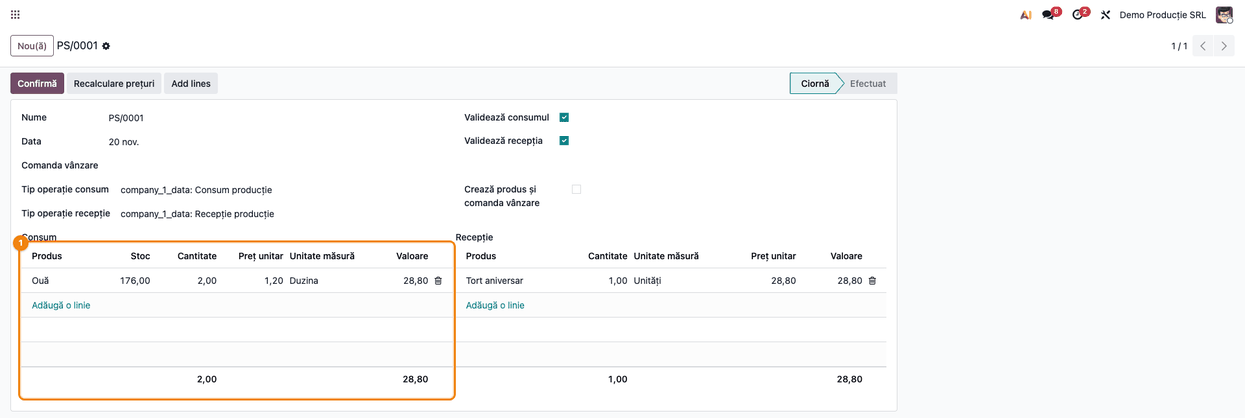 AI 8 2 Demo Producție SRL
Nou(ă) PS/0001 1 / 1
Confirmă Recalculare prețuri Add lines Ciornă Efectuat
Nume PS/0001 Validează consumul
Data 20 nov. Validează recepția
Comanda vânzare
Tip operație consum company_1_data: Consum producție Crează produs și
comanda vânzare
Tip operație recepție company_1_data: Recepție producție
Consum Recepție
1
Produs Stoc Cantitate Preț unitar Unitate măsură Valoare Produs Cantitate Unitate măsură Preț unitar Valoare
Ouă 176,00 2,00 1,20 Duzina 28,80 Tort aniversar 1,00 Unități 28,80 28,80
Adăugă o linie Adăugă o linie
2,00 28,80 1,00 28,80